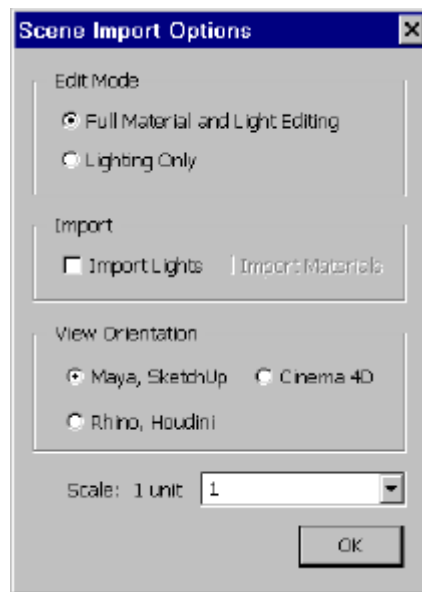 Scene Import Options
Edit Mode
Full Material and Light Editing
Lighting Only
Import
Import Lights Import Materials
View Orientation
Maya, SketchUp Cinema 4D
Rhino, Houdini
Scale: 1 unit 1
OK